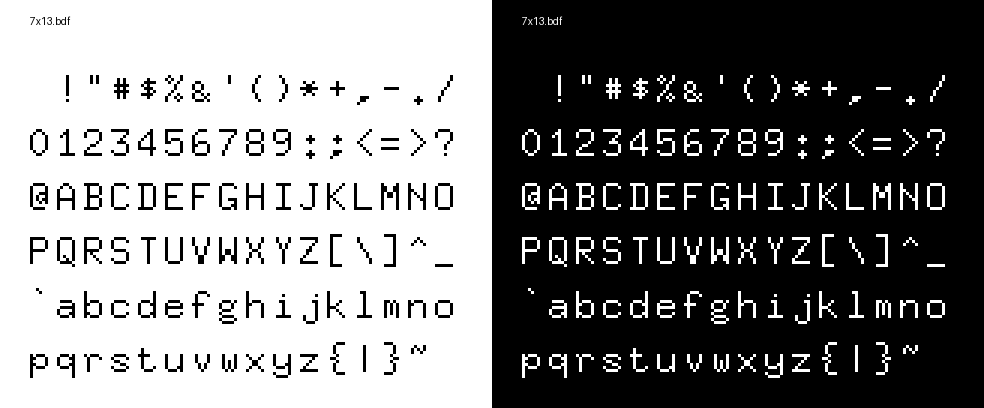 7x13.bdf
!"#$%&'()*+,-./
0123456789:;<=>?
@ABCDEFGHIJKLMNO
PQRSTUVWXYZ[\]^_
`abcdefghijklmno
pqrstuvwxyz{|}~
7x13.bdf
!"#$%&'()*+,-./
0123456789:;<=>?
@ABCDEFGHIJKLMNO
PQRSTUVWXYZ[\]^_
`abcdefghijklmno
pqrstuvwxyz{|}~